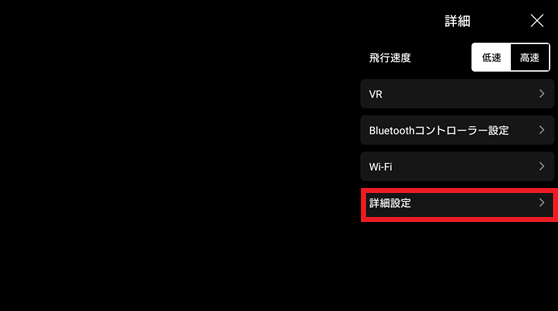 詳細
飛行速度 低速 高速
VR
Bluetoothコントローラー設定
Wi-Fi
詳細設定